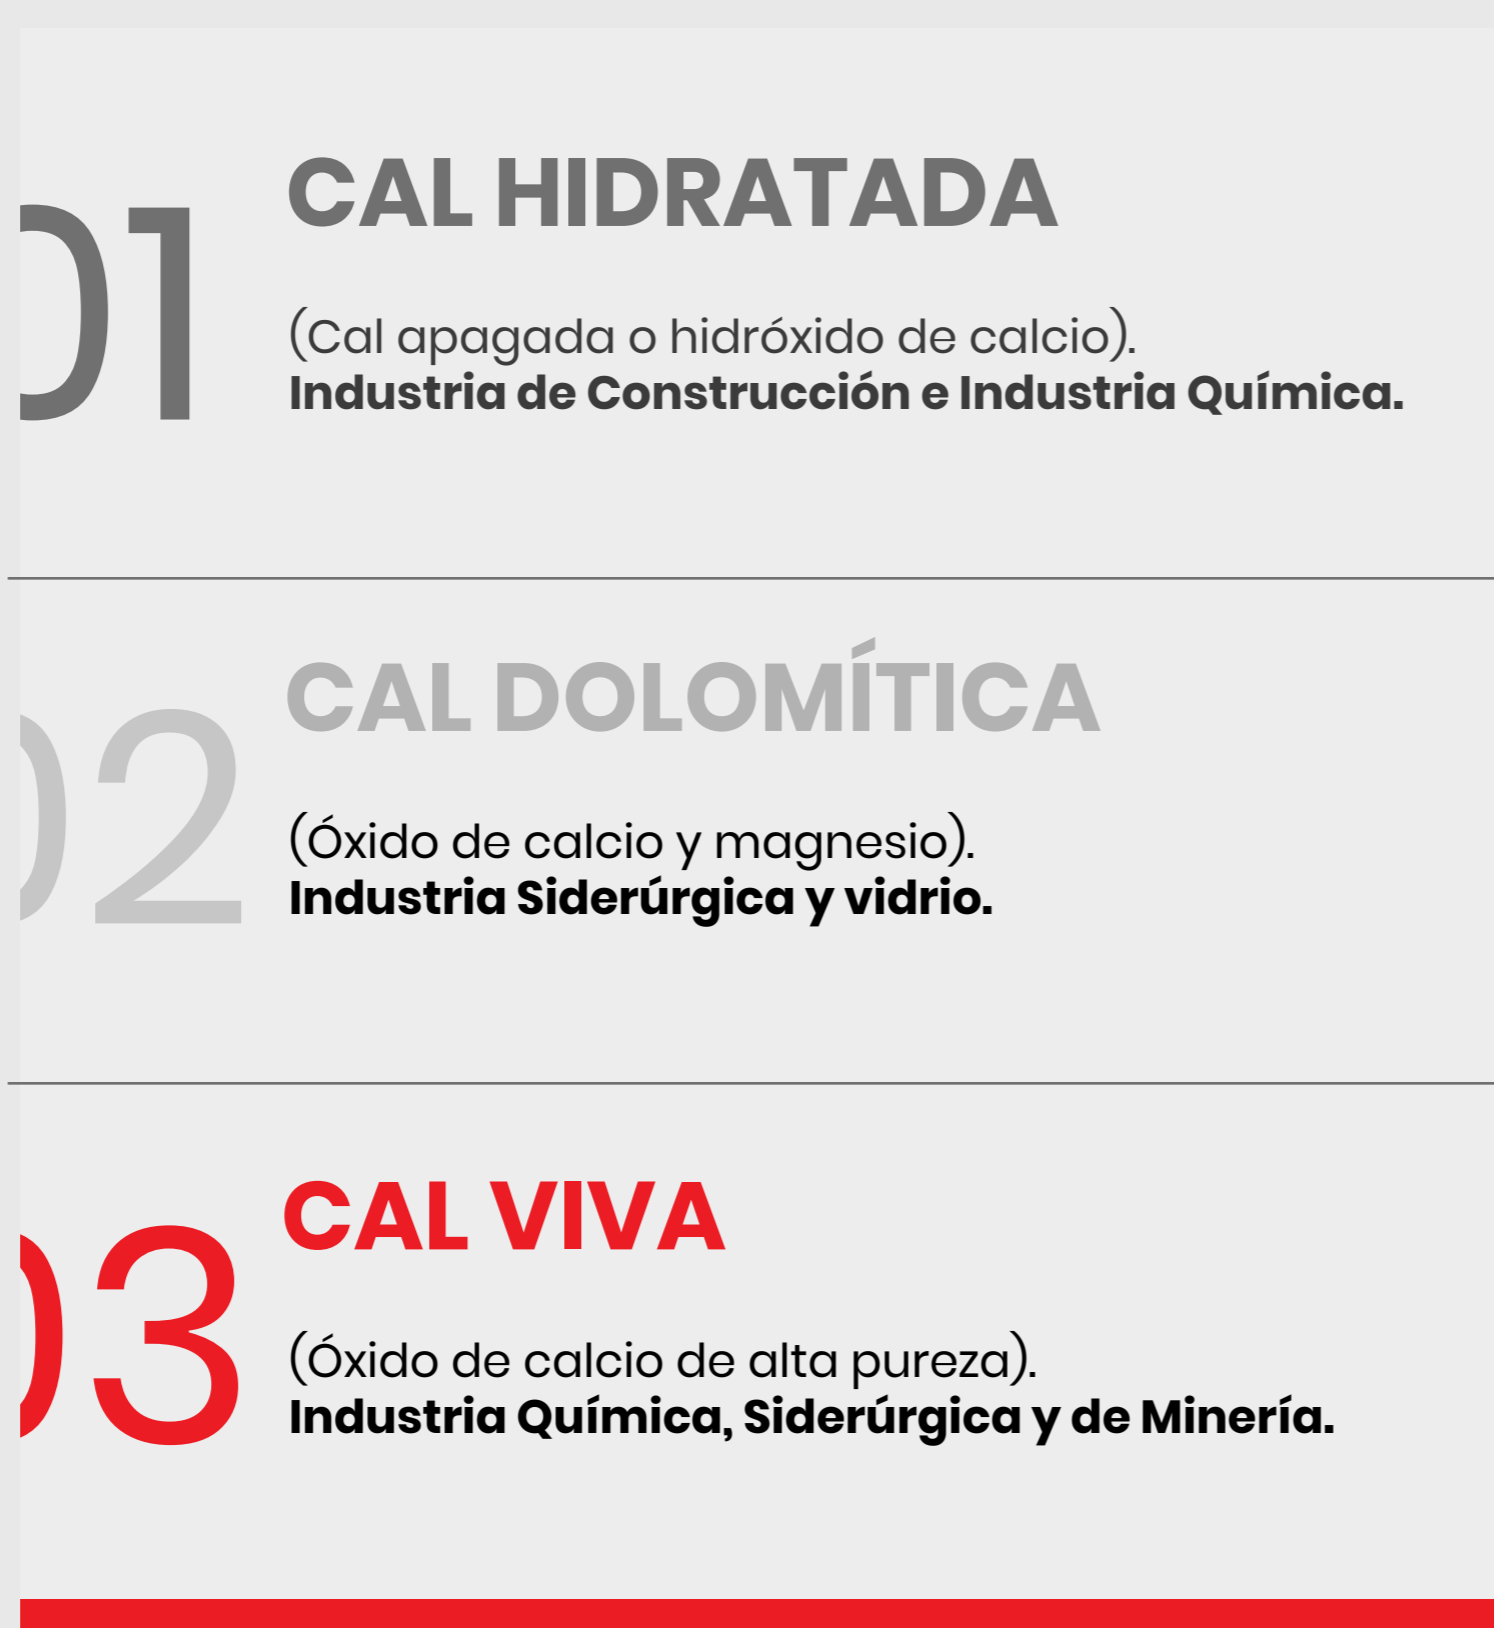 01
CAL HIDRATADA
(Cal apagada o hidróxido de calcio).
Industria de Construcción e Industria Química.
02
CAL DOLOMÍTICA
(Óxido de calcio y magnesio).
Industria Siderúrgica y vidrio.
03
CAL VIVA
(Óxido de calcio de alta pureza).
Industria Química, Siderúrgica y de Minería.